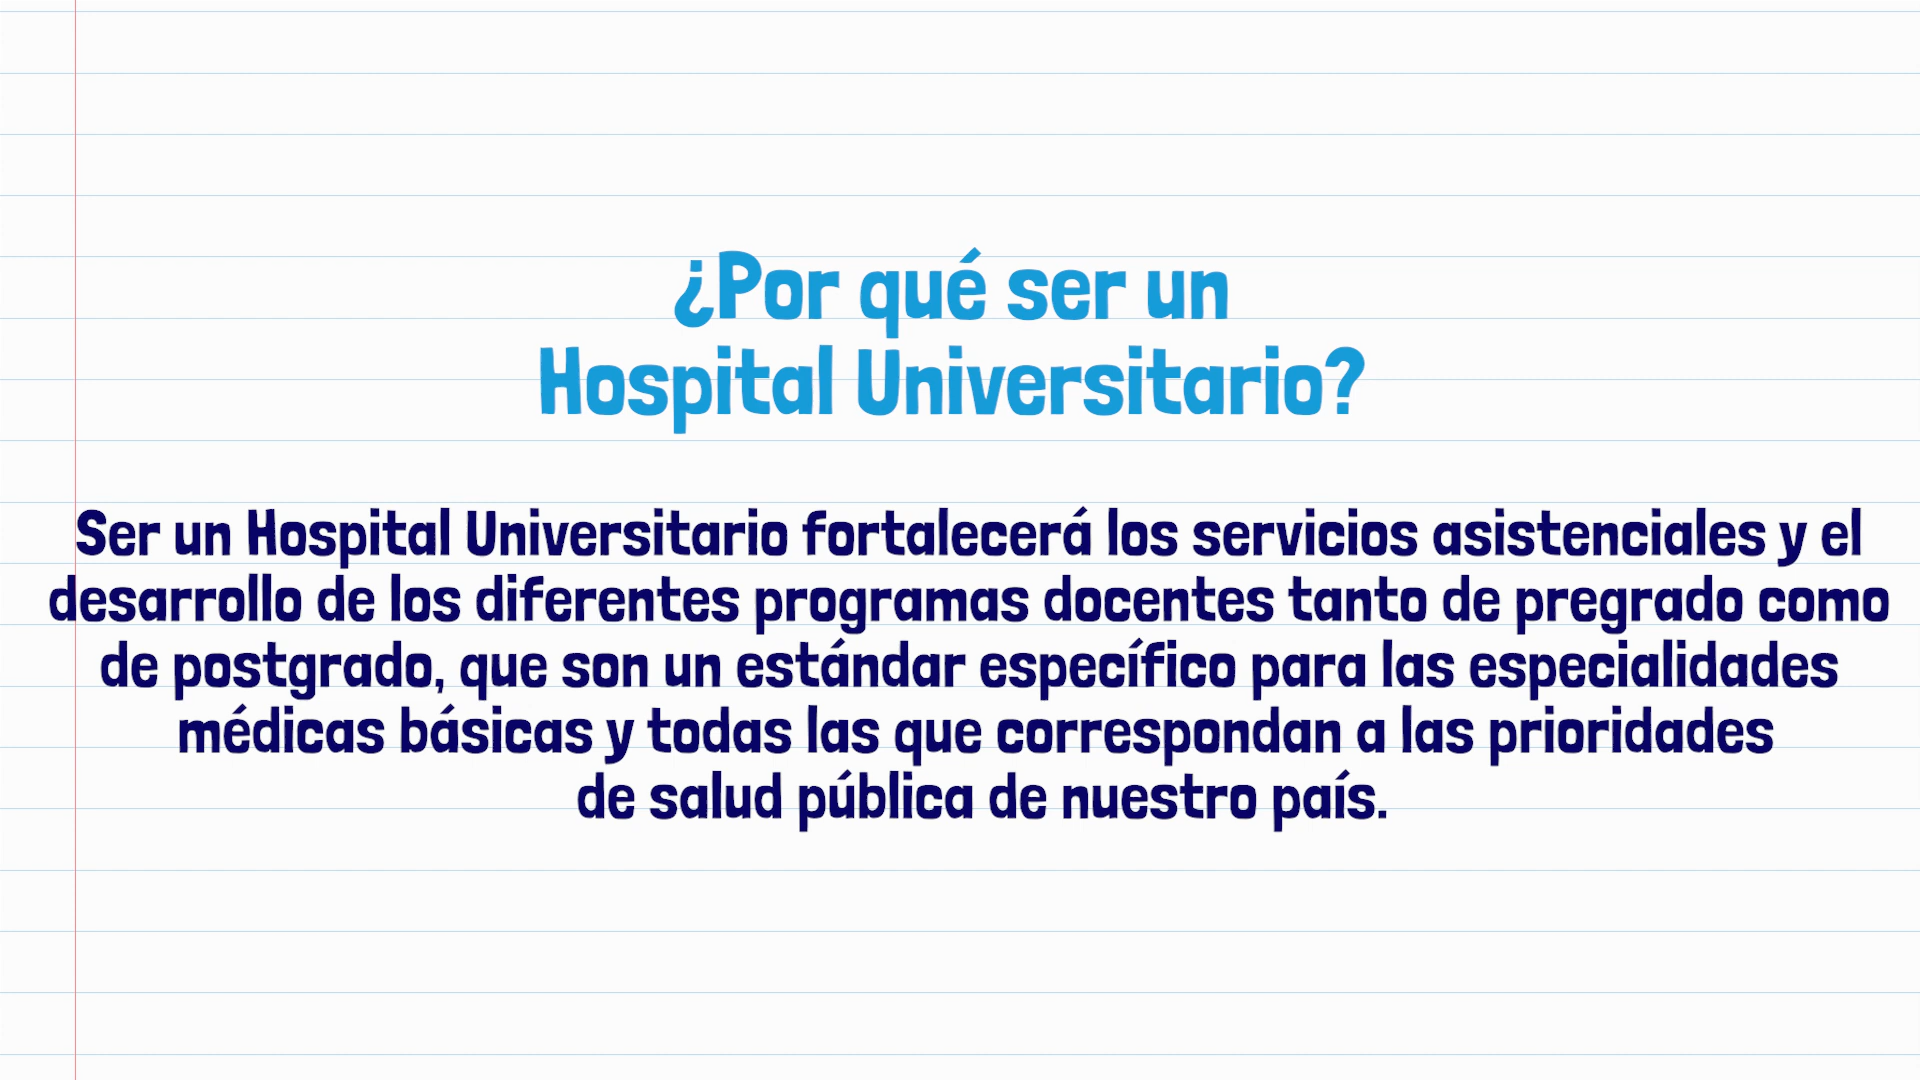 ¿Por qué ser un
Hospital Universitario?
Ser un Hospital Universitario fortalecerá los servicios asistenciales y el
desarrollo de los diferentes programas docentes tanto de pregrado como
de postgrado, que son un estándar específico para las especialidades
médicas básicas y todas las que correspondan a las prioridades
de salud pública de nuestro país.